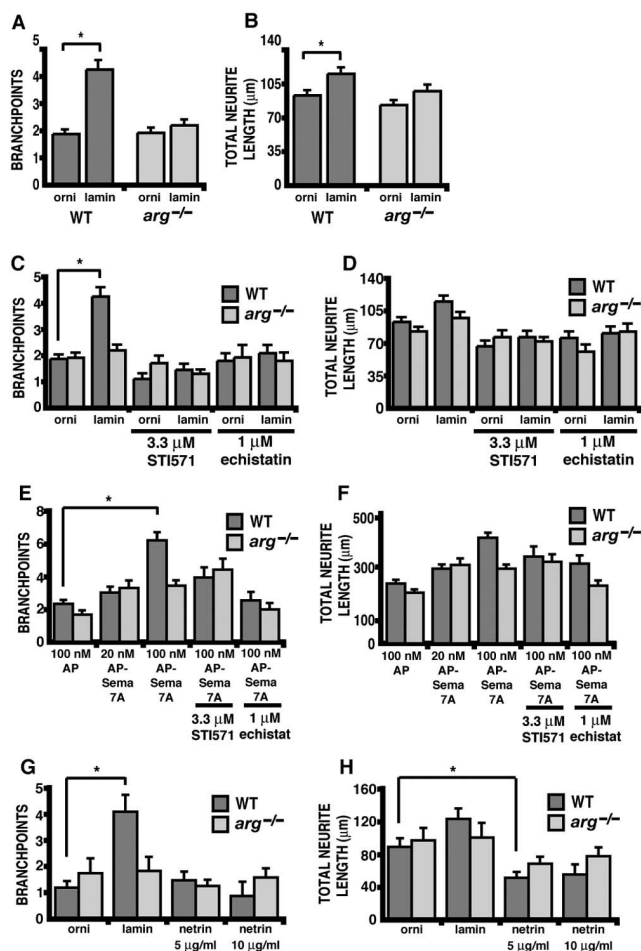 A
BRANCHPOINTS
5
4
3
2
1
0
*
orni lamin orni lamin
WT arg⁻/⁻
B
TOTAL NEURITE
LENGTH (μm)
140
105
70
35
0
*
orni lamin orni lamin
WT arg⁻/⁻
C
BRANCHPOINTS
5
4
3
2
1
0
*
WT
arg⁻/⁻
orni lamin orni lamin orni lamin
3.3 μM 1 μM
STI571 echistatin
D
TOTAL NEURITE
LENGTH (μm)
140
105
70
35
0
WT
arg⁻/⁻
orni lamin orni lamin orni lamin
3.3 μM 1 μM
STI571 echistatin
E
BRANCHPOINTS
8
6
4
2
0
*
WT
arg⁻/⁻
100 nM 20 nM 100 nM 100 nM 100 nM
AP AP- AP- AP- AP-
Sema Sema Sema Sema
7A 7A 7A 7A
3.3 μM 1 μM
STI571 echistat
F
TOTAL NEURITE
LENGTH (μm)
500
300
200
100
0
WT
arg⁻/⁻
100 nM 20 nM 100 nM 100 nM 100 nM
AP AP- AP- AP- AP-
Sema Sema Sema Sema
7A 7A 7A 7A
3.3 μM 1 μM
STI571 echistat
G
BRANCHPOINTS
5
4
3
2
1
0
*
WT
arg⁻/⁻
orni lamin netrin netrin
5 μg/ml 10 μg/ml
H
TOTAL NEURITE
LENGTH (μm)
160
120
80
40
0
*
WT
arg⁻/⁻
orni lamin netrin netrin
5 μg/ml 10 μg/ml